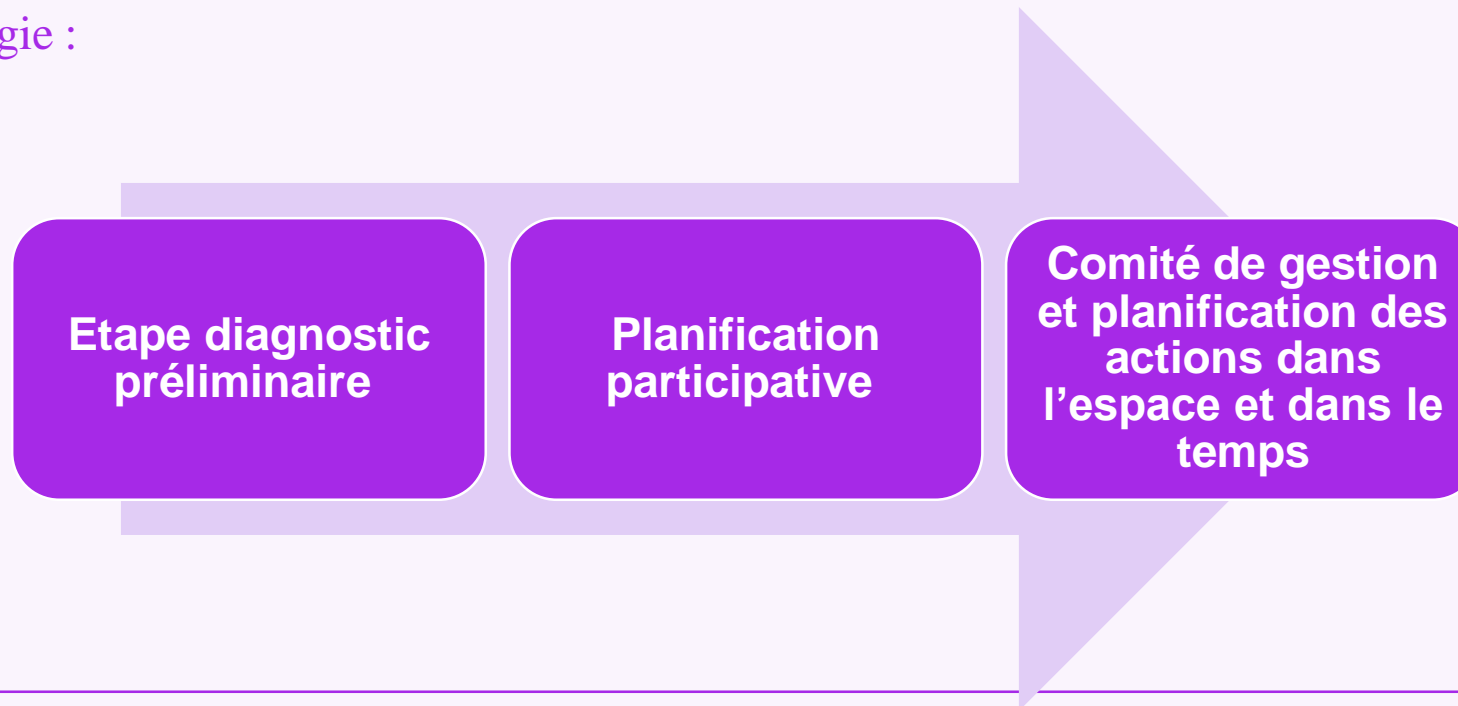 gie :
Etape diagnostic
préliminaire
Planification
participative
Comité de gestion
et planification des
actions dans
l’espace et dans le
temps